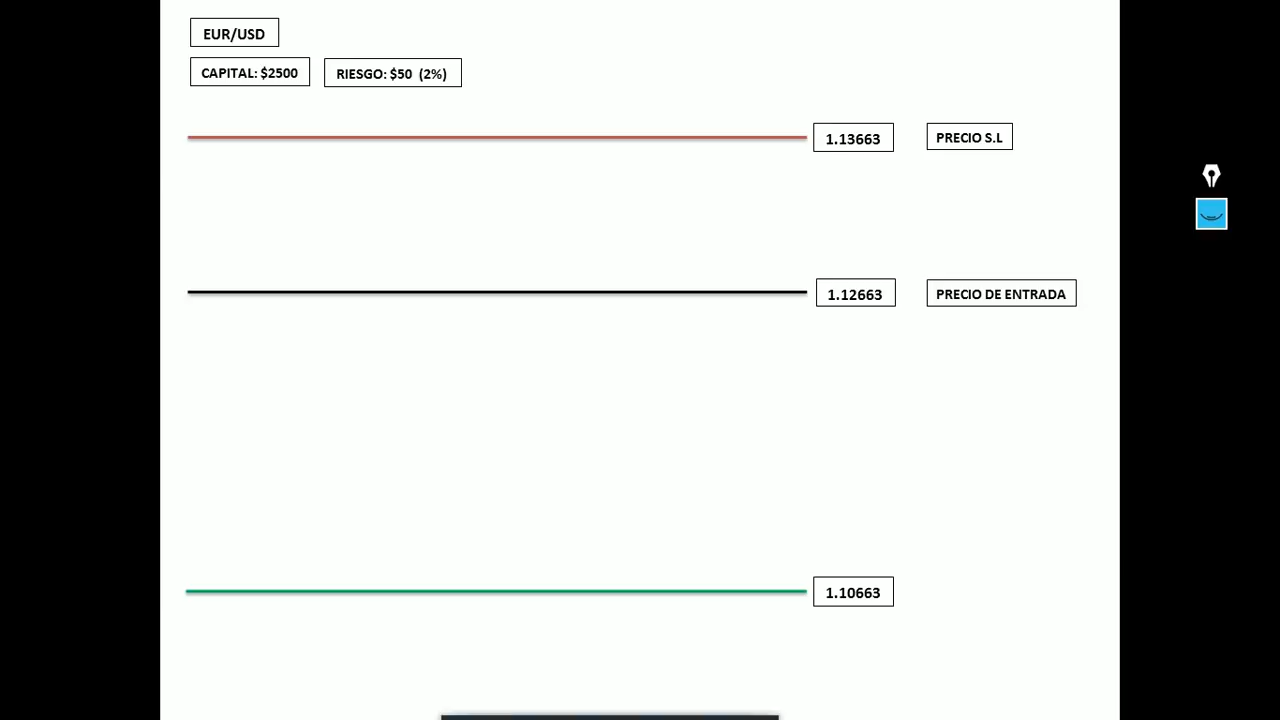 EUR/USD
CAPITAL: $2500
RIESGO: $50 (2%)
1.13663
PRECIO S.L
1.12663
PRECIO DE ENTRADA
1.10663